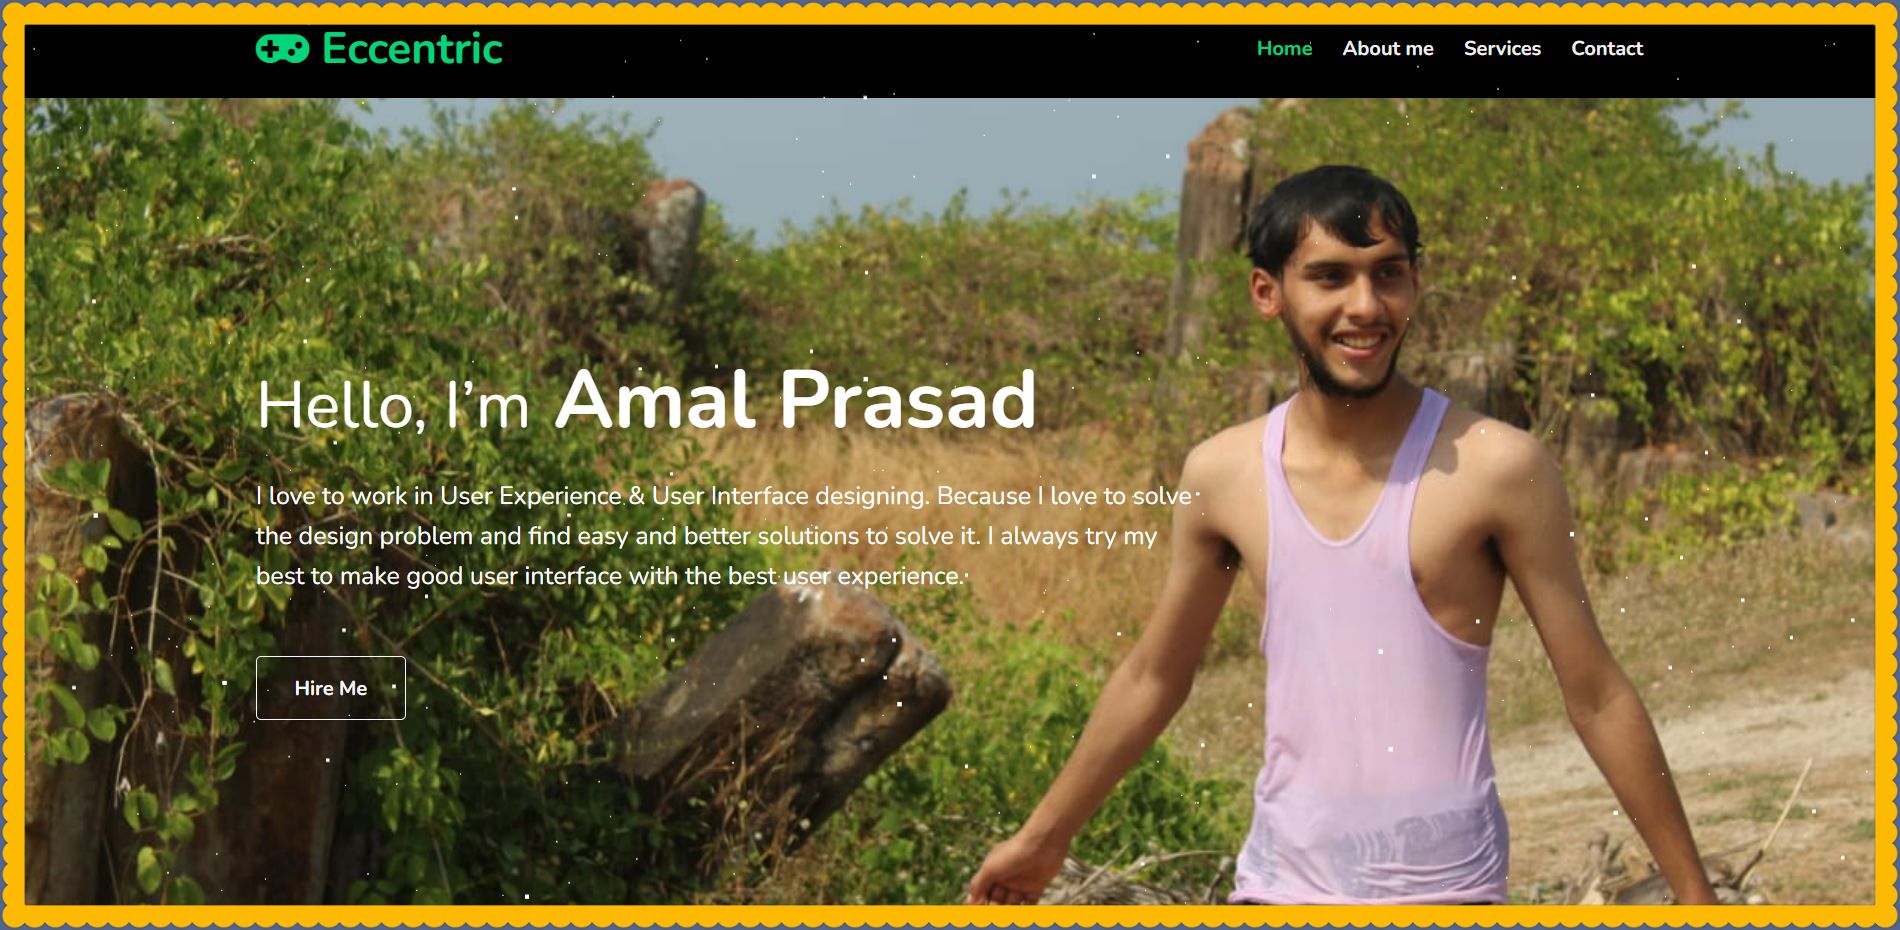 Eccentric
Home About me Services Contact
Hello, I’m Amal Prasad
I love to work in User Experience & User Interface designing. Because I love to solve
the design problem and find easy and better solutions to solve it. I always try my
best to make good user interface with the best user experience.
Hire Me